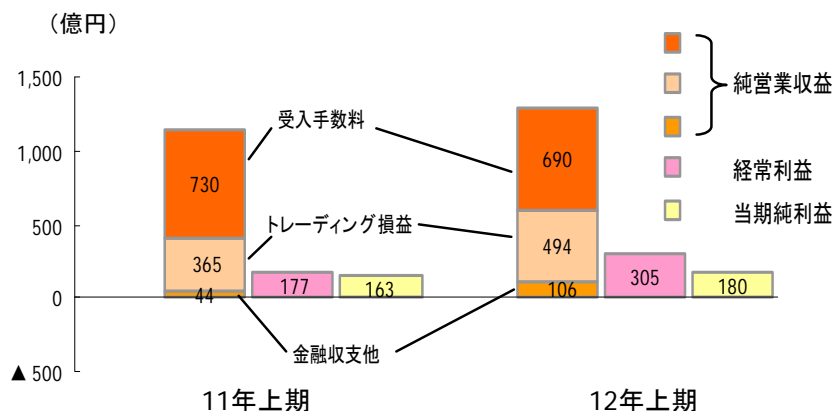 (億円)
1,500
1,000
500
0
▲ 500
730
365
44
177
163
受入手数料
トレーディング損益
金融収支他
690
494
106
305
180
純営業収益
経常利益
当期純利益
11年上期
12年上期